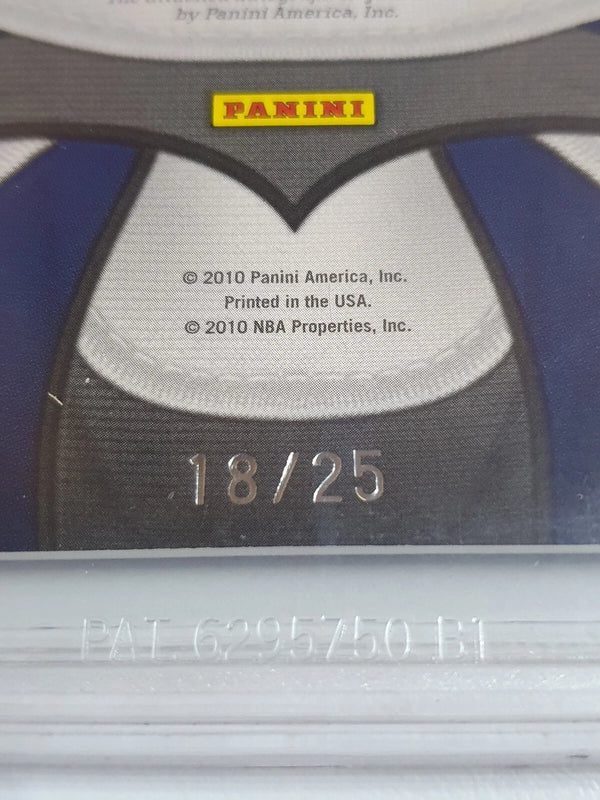 by Panini America, Inc.
PANINI
© 2010 Panini America, Inc.
Printed in the USA.
© 2010 NBA Properties, Inc.
18/25
PAT. 6295750 B1